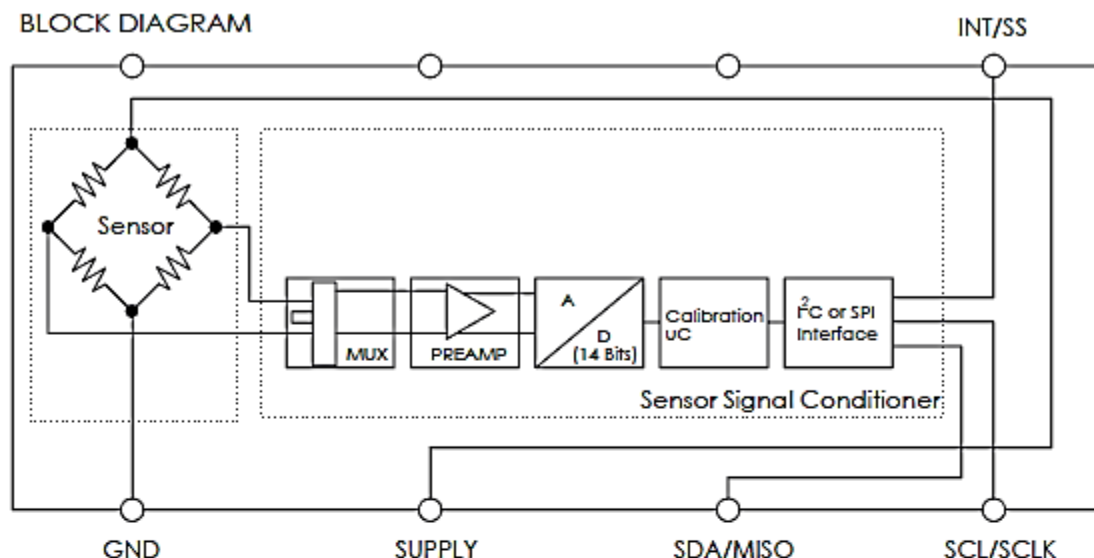 BLOCK DIAGRAM
INT/SS
Sensor
MUX
PREAMP
A
D
(14 Bits)
Calibration
uC
I²C or SPI
Interface
Sensor Signal Conditioner
GND
SUPPLY
SDA/MISO
SCL/SCLK